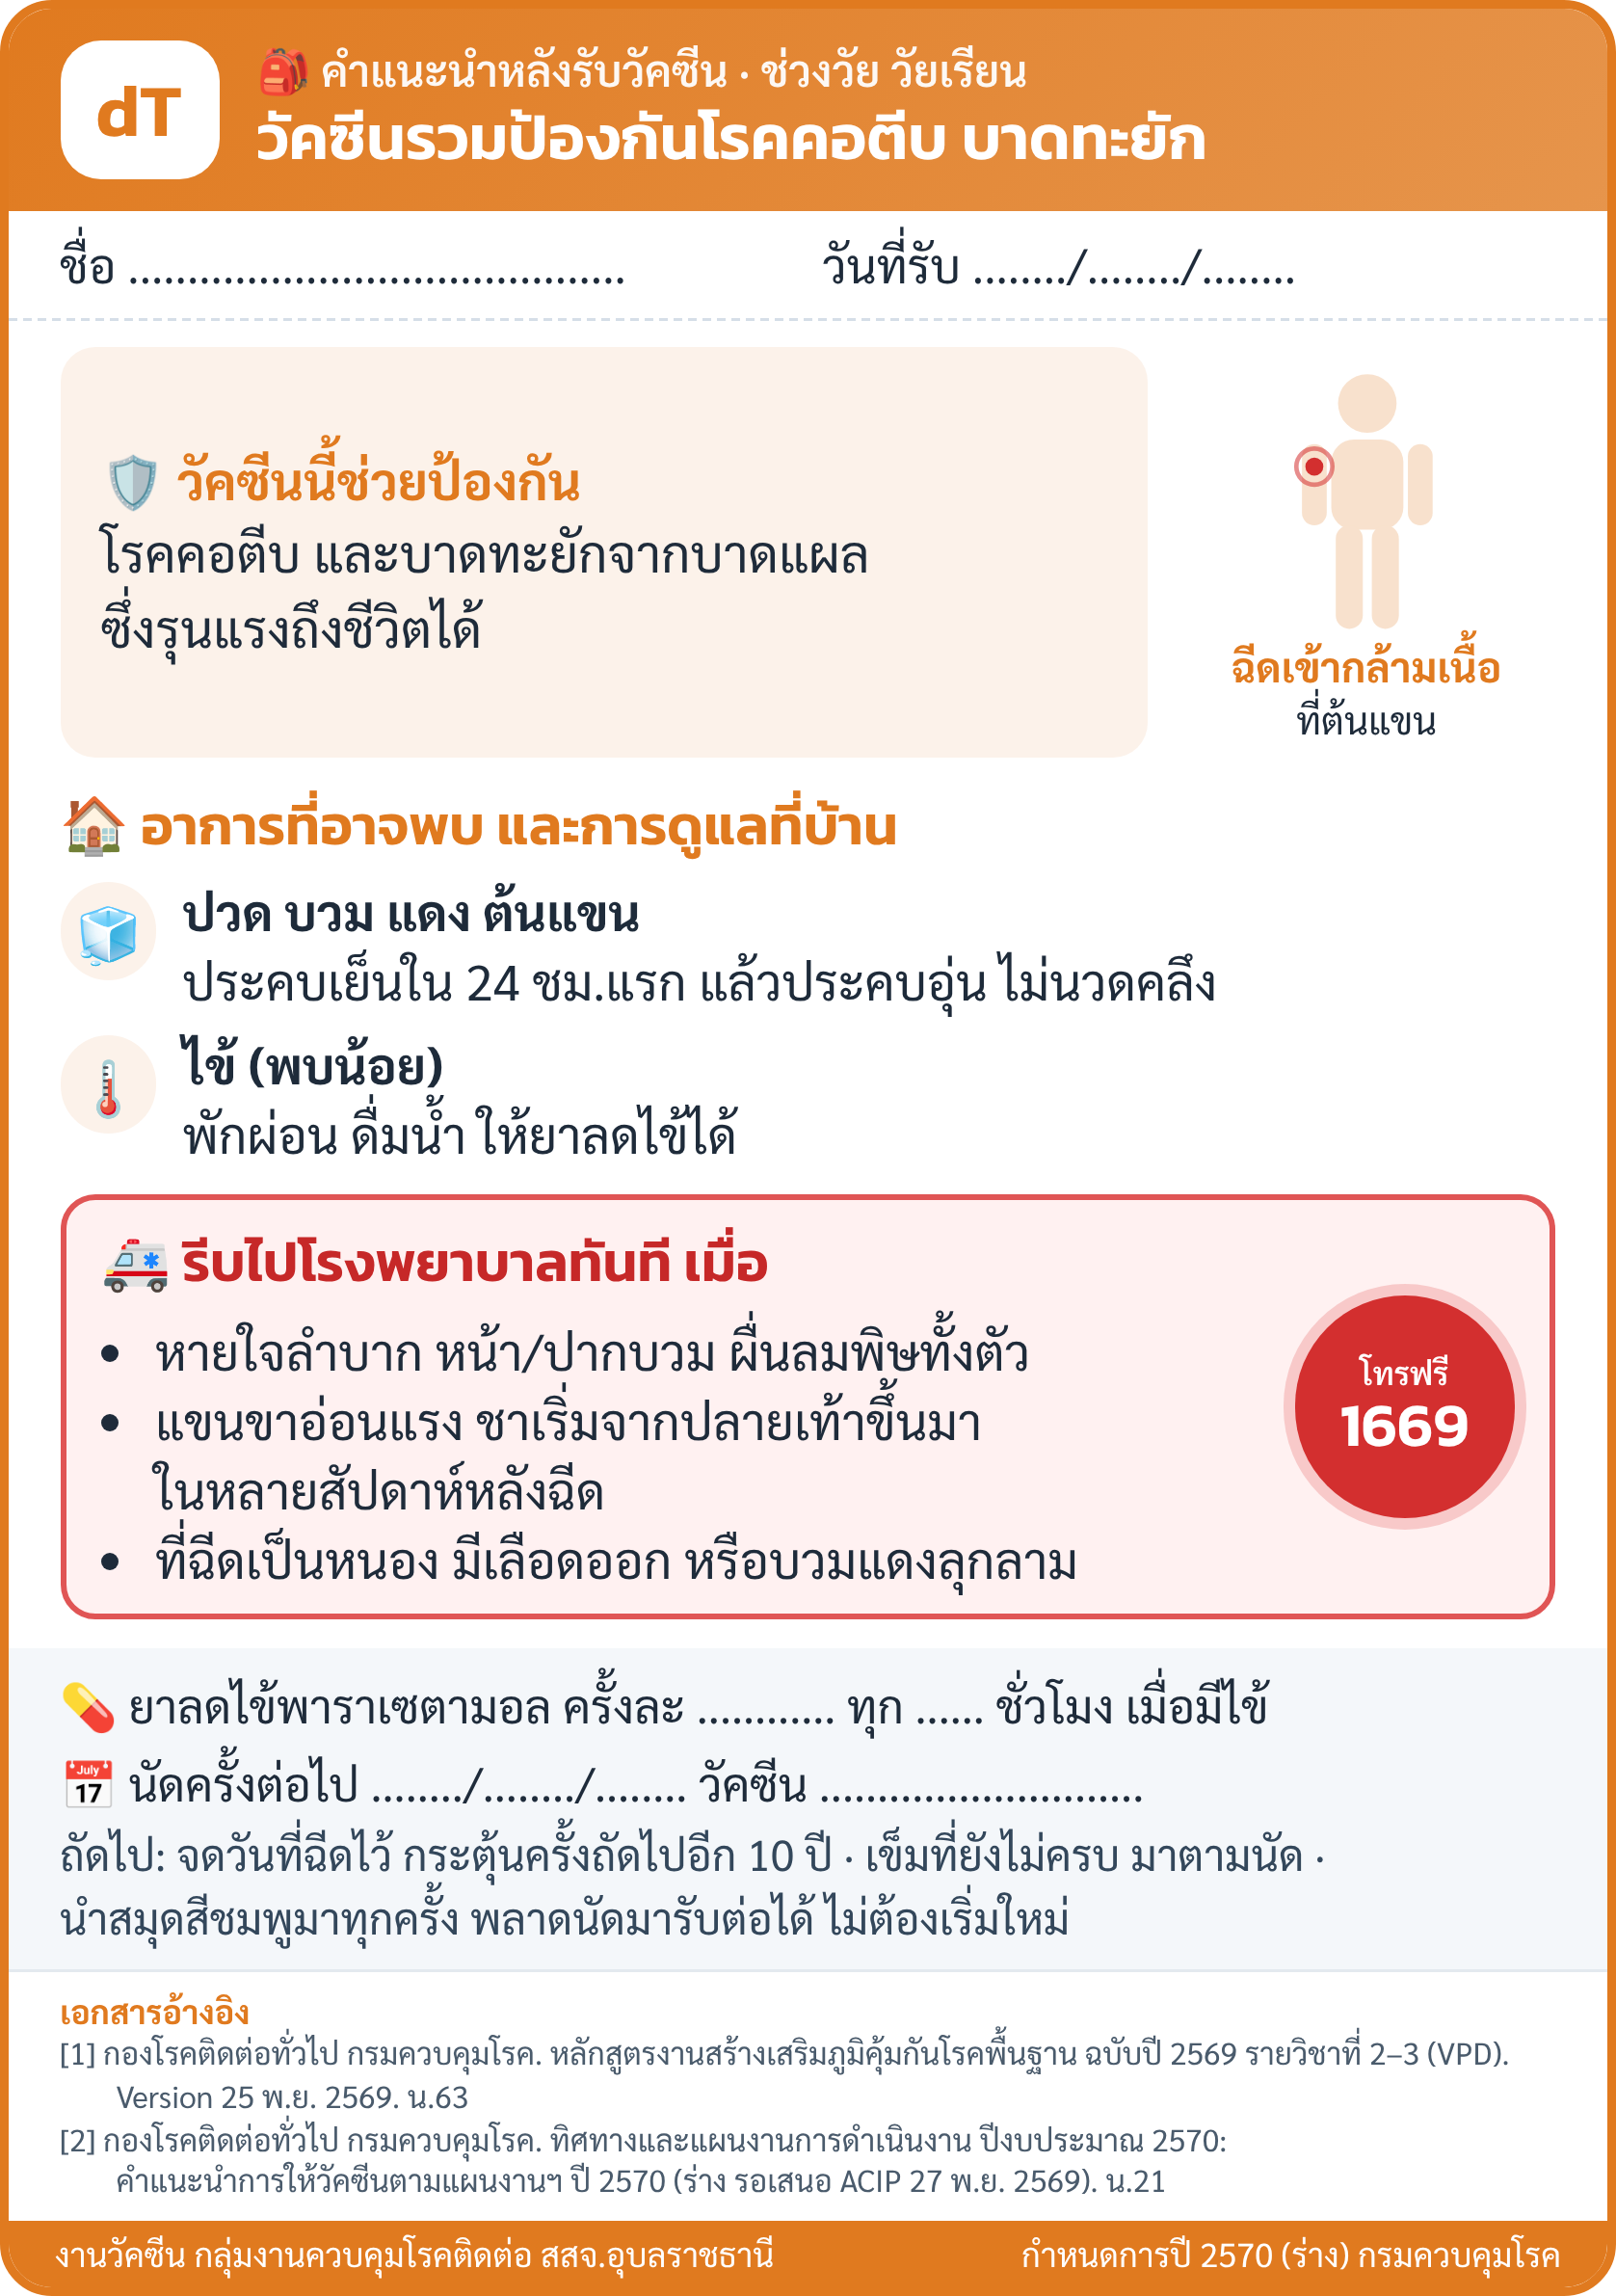 dT
คำแนะนำหลังรับวัคซีน · ช่วงวัย วัยเรียน
วัคซีนรวมป้องกันโรคคอตีบ บาดทะยัก
ชื่อ ........................................... วันที่รับ ......../......../........
วัคซีนนี้ช่วยป้องกัน
โรคคอตีบ และบาดทะยักจากบาดแผล
ซึ่งรุนแรงถึงชีวิตได้
ฉีดเข้ากล้ามเนื้อ
ที่ต้นแขน
อาการที่อาจพบ และการดูแลที่บ้าน
ปวด บวม แดง ต้นแขน
ประคบเย็นใน 24 ชม.แรก แล้วประคบอุ่น ไม่นวดคลึง
ไข้ (พบน้อย)
พักผ่อน ดื่มน้ำ ให้ยาลดไข้ได้
รีบไปโรงพยาบาลทันที เมื่อ
• หายใจลำบาก หน้า/ปากบวม ผื่นลมพิษทั้งตัว
• แขนขาอ่อนแรง ชาเริ่มจากปลายเท้าขึ้นมา
ในหลายสัปดาห์หลังฉีด
• ที่ฉีดเป็นหนอง มีเลือดออก หรือบวมแดงลุกลาม
โทรฟรี
1669
ยาลดไข้พาราเซตามอล ครั้งละ ............ ทุก ...... ชั่วโมง เมื่อมีไข้
July
17
นัดครั้งต่อไป ......../......../........ วัคซีน ............................
ถัดไป: จดวันที่ฉีดไว้ กระตุ้นครั้งถัดไปอีก 10 ปี · เข็มที่ยังไม่ครบ มาตามนัด ·
นำสมุดสีชมพูมาทุกครั้ง พลาดนัดมารับต่อได้ ไม่ต้องเริ่มใหม่
เอกสารอ้างอิง
[1] กองโรคติดต่อทั่วไป กรมควบคุมโรค. หลักสูตรงานสร้างเสริมภูมิคุ้มกันโรคพื้นฐาน ฉบับปี 2569 รายวิชาที่ 2–3 (VPD).
Version 25 พ.ย. 2569. น.63
[2] กองโรคติดต่อทั่วไป กรมควบคุมโรค. ทิศทางและแผนงานการดำเนินงาน ปีงบประมาณ 2570:
คำแนะนำการให้วัคซีนตามแผนงานฯ ปี 2570 (ร่าง รอเสนอ ACIP 27 พ.ย. 2569). น.21
งานวัคซีน กลุ่มงานควบคุมโรคติดต่อ สสจ.อุบลราชธานี
กำหนดการปี 2570 (ร่าง) กรมควบคุมโรค